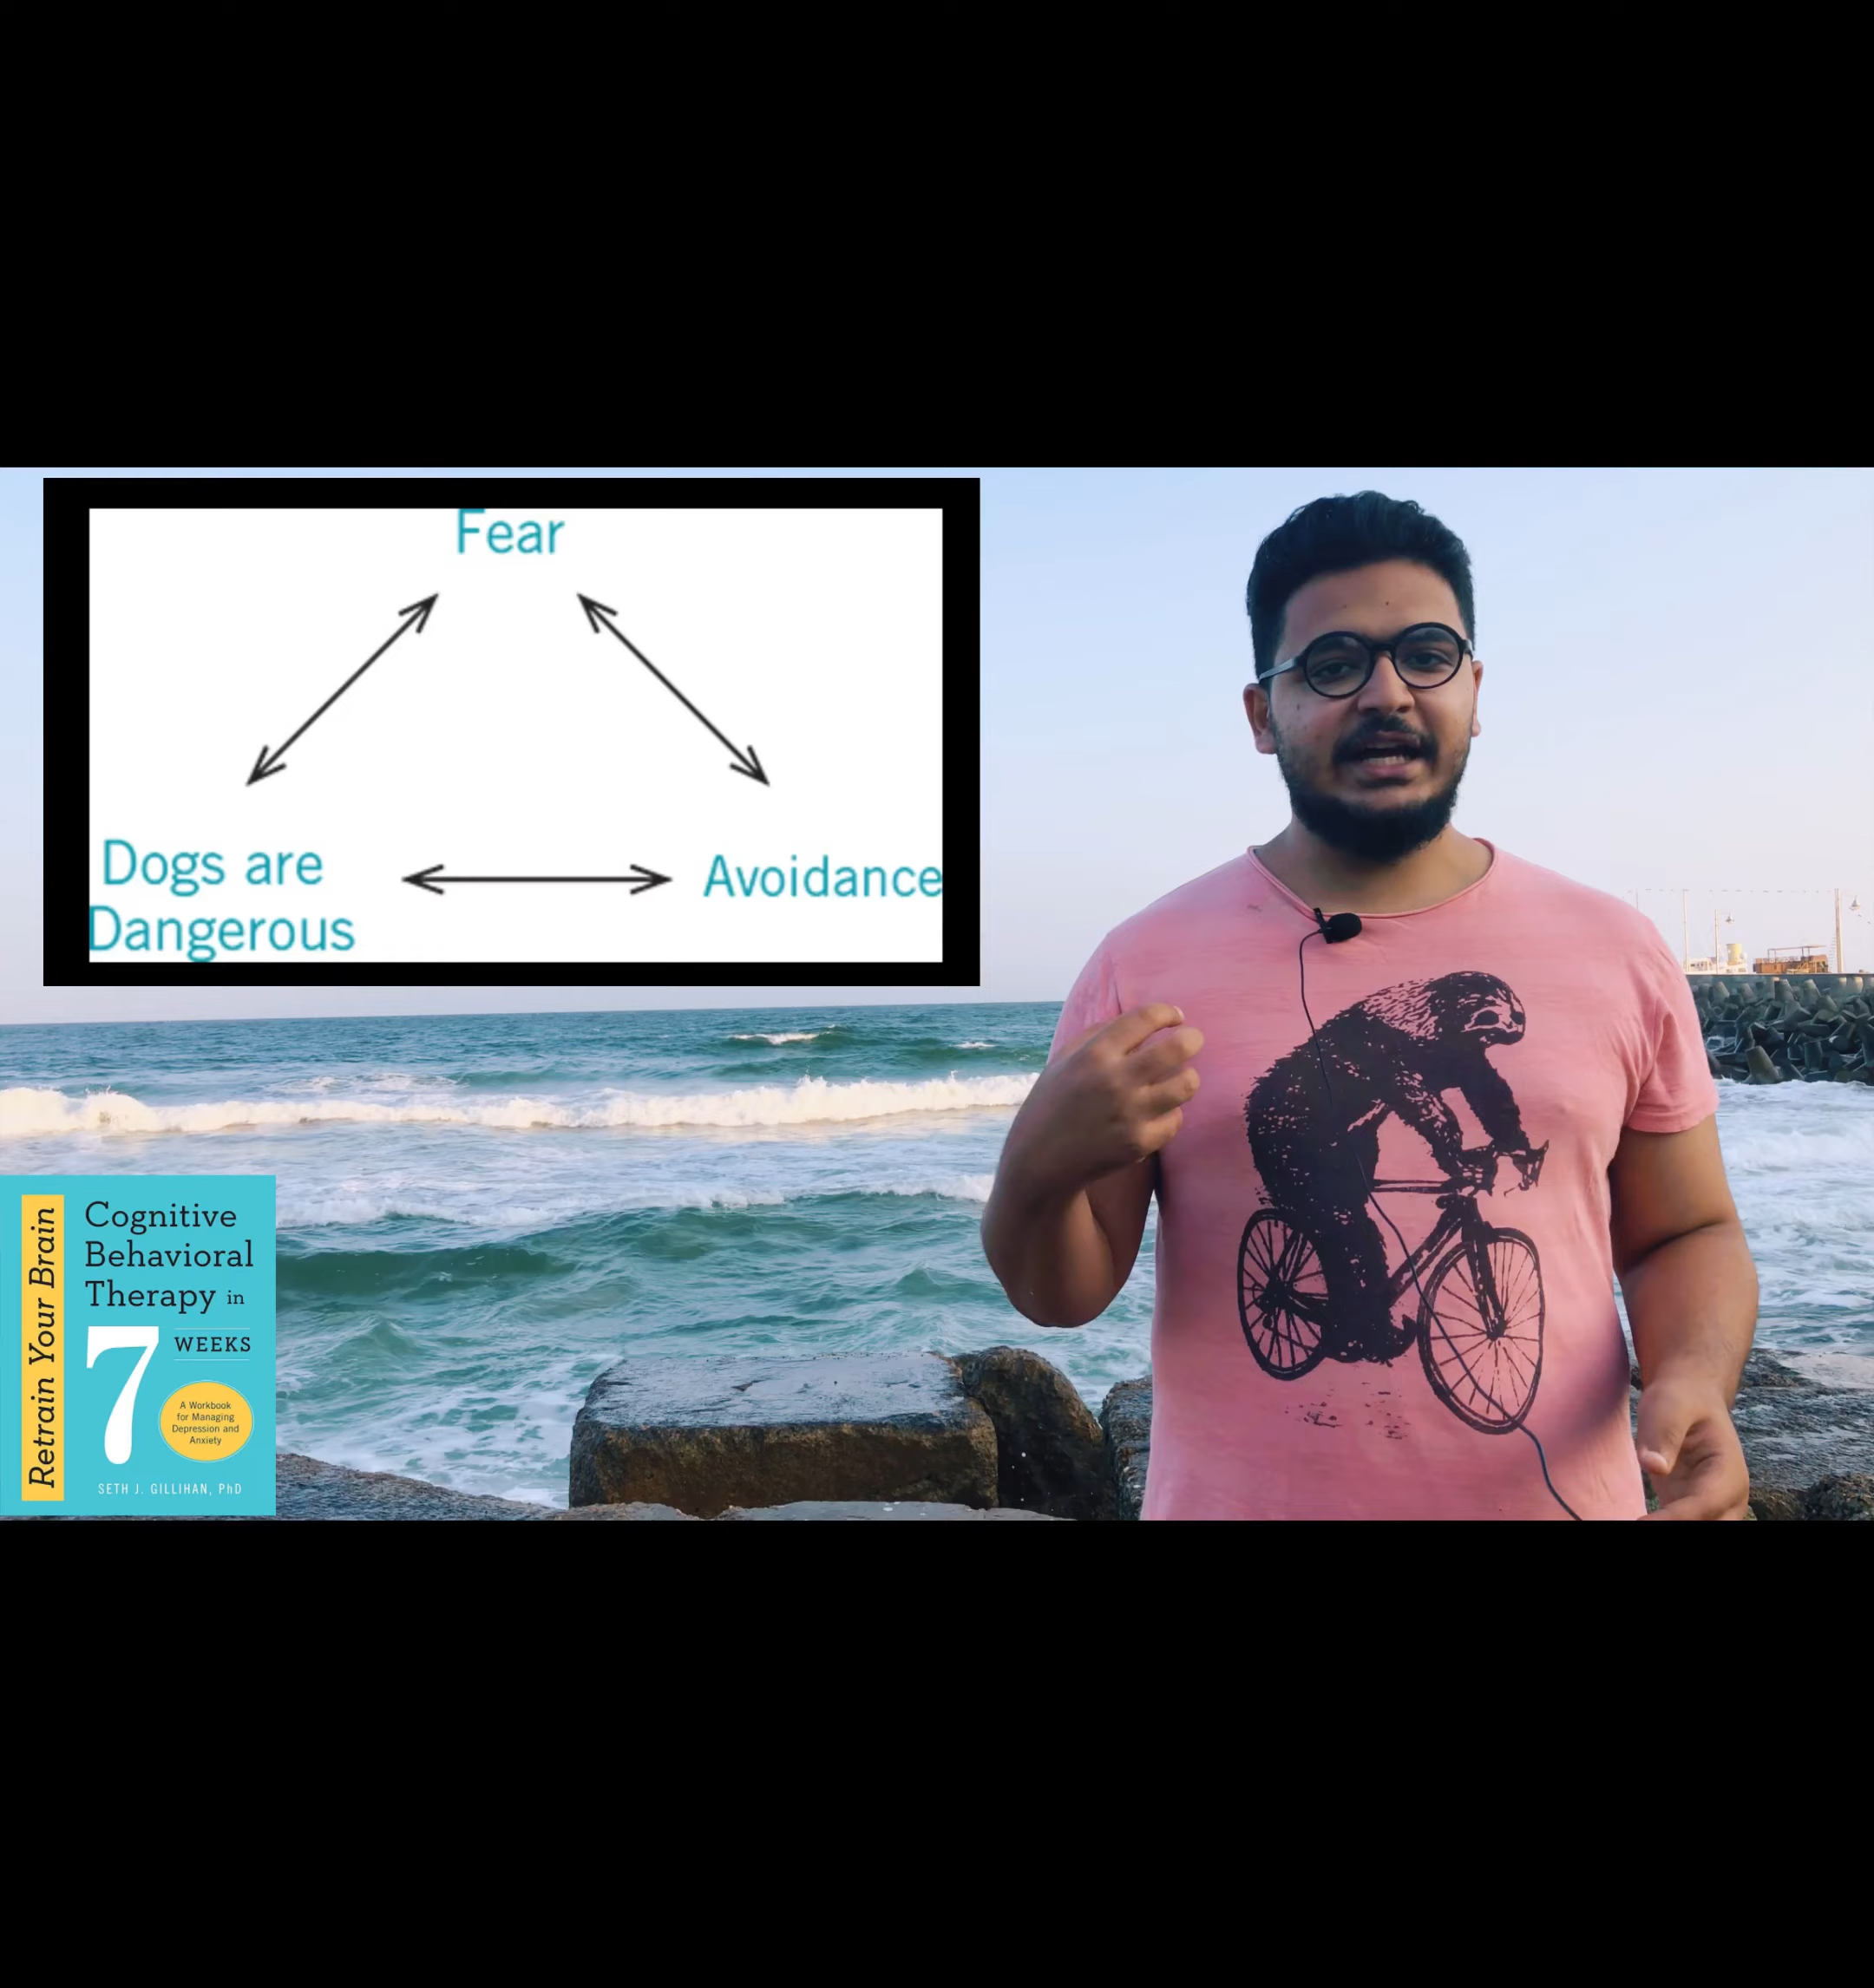 Fear
Dogs are
Dangerous
Avoidance
Retrain Your Brain
Cognitive
Behavioral
Therapy in
7
WEEKS
A Workbook
for Managing
Depression and
Anxiety
SETH J. GILLIHAN, PhD